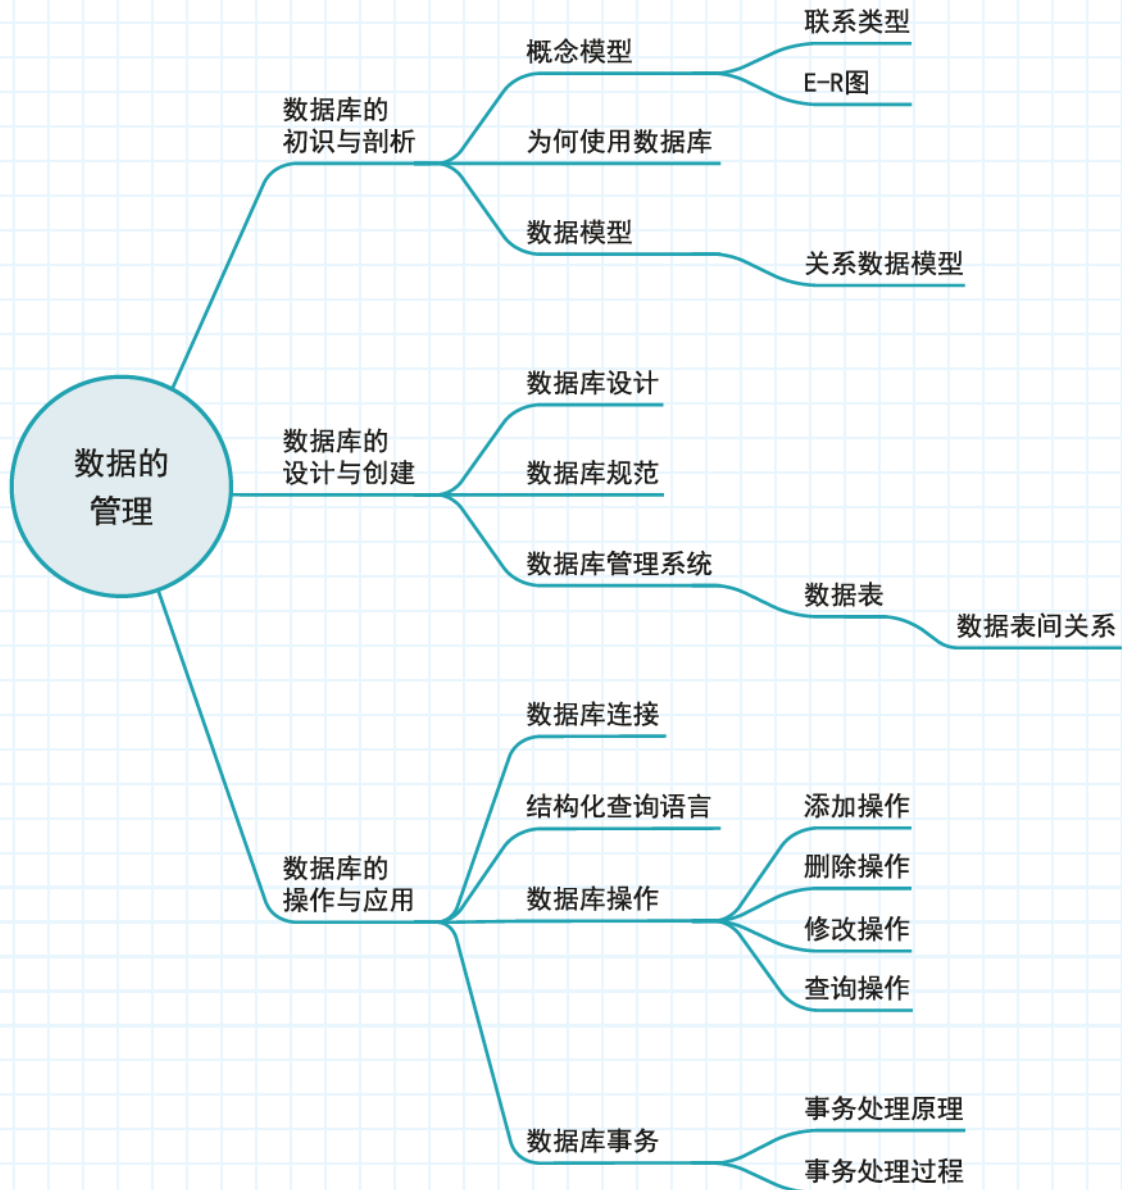 数据的
管理
数据库的
初识与剖析
概念模型
联系类型
E-R图
为何使用数据库
数据模型
关系数据模型
数据库的
设计与创建
数据库设计
数据库规范
数据库管理系统
数据表
数据表间关系
数据库的
操作与应用
数据库连接
结构化查询语言
数据库操作
添加操作
删除操作
修改操作
查询操作
数据库事务
事务处理原理
事务处理过程